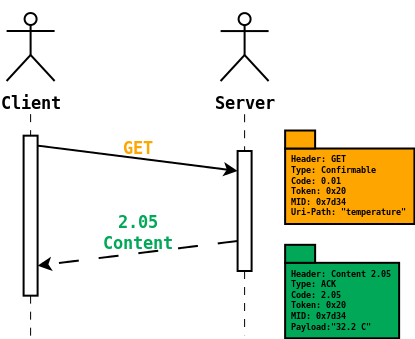 Client
Server
GET
Header: GET
Type: Confirmable
Code: 0.01
Token: 0x20
MID: 0x7d34
Uri-Path: "temperature"
2.05
Content
Header: Content 2.05
Type: ACK
Code: 2.05
Token: 0x20
MID: 0x7d34
Payload:"32.2 C"